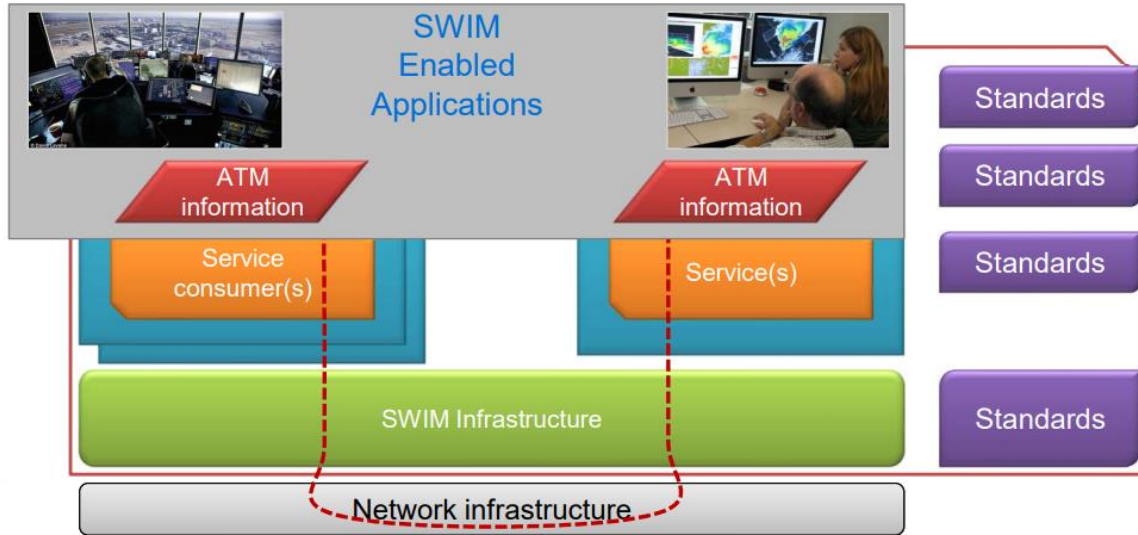 SWIM
Enabled
Applications
Standards
ATM
information
ATM
information
Standards
Service
consumer(s)
Service(s)
Standards
SWIM Infrastructure
Standards
Network infrastructure